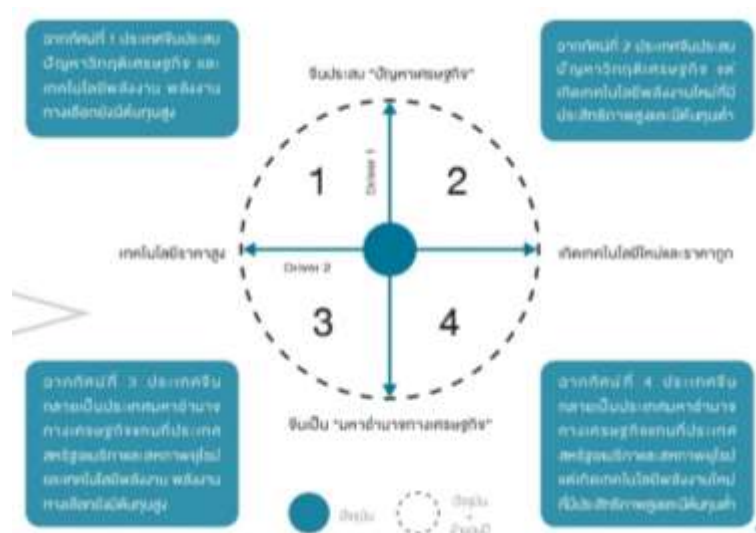 ฉากทัศน์ที่ 1 ประเทศจีนประสบ
ปัญหาวิกฤติเศรษฐกิจ และ
เทคโนโลยีพลังงาน พลังงาน
ทางเลือกยังมีต้นทุนสูง
ฉากทัศน์ที่ 2 ประเทศจีนประสบ
ปัญหาวิกฤติเศรษฐกิจ แต่
เกิดเทคโนโลยีพลังงานใหม่ที่มี
ประสิทธิภาพสูงและมีต้นทุนต่ำ
จีนประสบ "ปัญหาเศรษฐกิจ"
1
Driver 1
2
เทคโนโลยีราคาสูง
Driver 2
เกิดเทคโนโลยีใหม่และราคาถูก
3
4
จีนเป็น "มหาอำนาจทางเศรษฐกิจ"
ฉากทัศน์ที่ 3 ประเทศจีน
กลายเป็นประเทศมหาอำนาจ
ทางเศรษฐกิจแทนที่ประเทศ
สหรัฐอเมริกาและสหภาพยุโรป
และเทคโนโลยีพลังงาน พลังงาน
ทางเลือกยังมีต้นทุนสูง
ฉากทัศน์ที่ 4 ประเทศจีน
กลายเป็นประเทศมหาอำนาจ
ทางเศรษฐกิจแทนที่ประเทศ
สหรัฐอเมริกาและสหภาพยุโรป
แต่เกิดเทคโนโลยีพลังงานใหม่
ที่มีประสิทธิภาพสูงและมีต้นทุนต่ำ
ปัจจุบัน
ปัจจุบัน
+